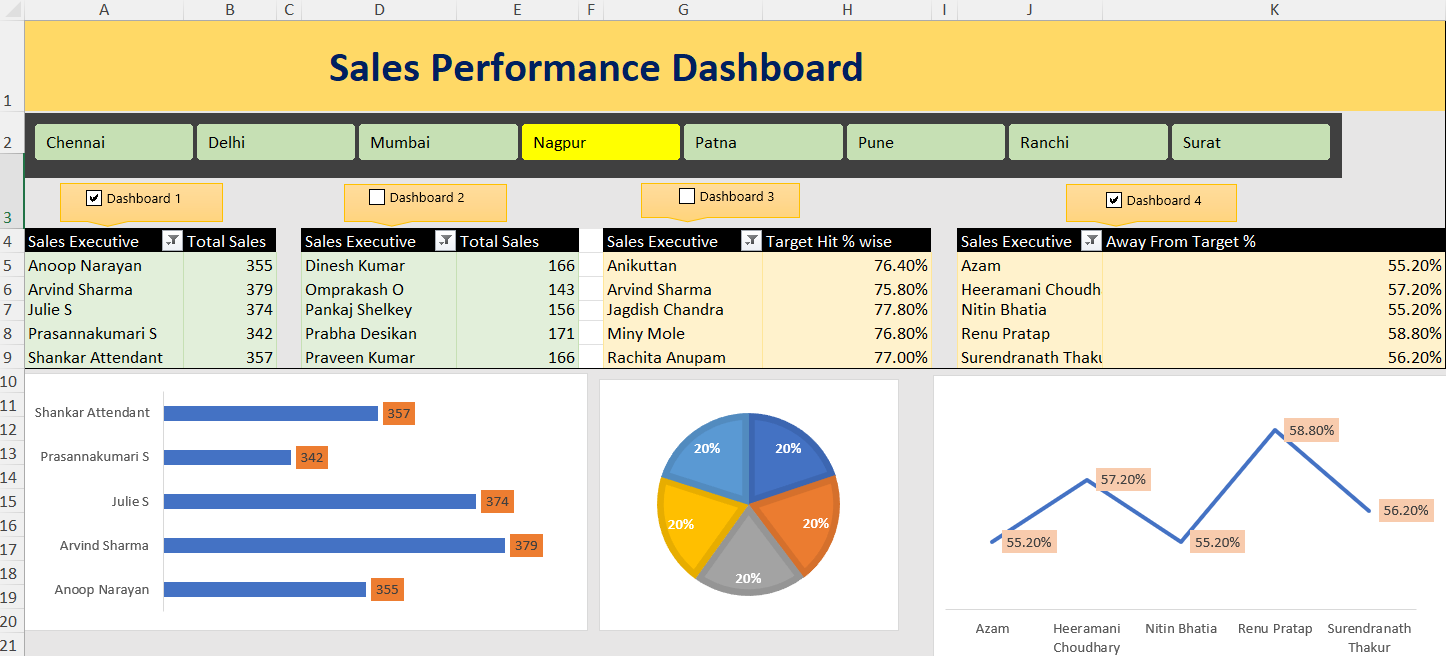 A B C D E F G H I J K
1 Sales Performance Dashboard
2 Chennai Delhi Mumbai Nagpur Patna Pune Ranchi Surat
3 Dashboard 1 Dashboard 2 Dashboard 3 Dashboard 4
4 Sales Executive Total Sales Sales Executive Total Sales Sales Executive Target Hit % wise Sales Executive Away From Target %
5 Anoop Narayan 355 Dinesh Kumar 166 Anikuttan 76.40% Azam 55.20%
6 Arvind Sharma 379 Omprakash O 143 Arvind Sharma 75.80% Heeramani Choudh 57.20%
7 Julie S 374 Pankaj Shelkey 156 Jagdish Chandra 77.80% Nitin Bhatia 55.20%
8 Prasannakumari S 342 Prabha Desikan 171 Miny Mole 76.80% Renu Pratap 58.80%
9 Shankar Attendant 357 Praveen Kumar 166 Rachita Anupam 77.00% Surendranath Thaku 56.20%
10
11
12
13
14
15
16
17
18
19
20
21
Shankar Attendant 357
Prasannakumari S 342
Julie S 374
Arvind Sharma 379
Anoop Narayan 355
20% 20%
20% 20%
20%
58.80%
57.20%
56.20%
55.20% 55.20%
Azam Heeramani Nitin Bhatia Renu Pratap Surendranath
Choudhary Thakur